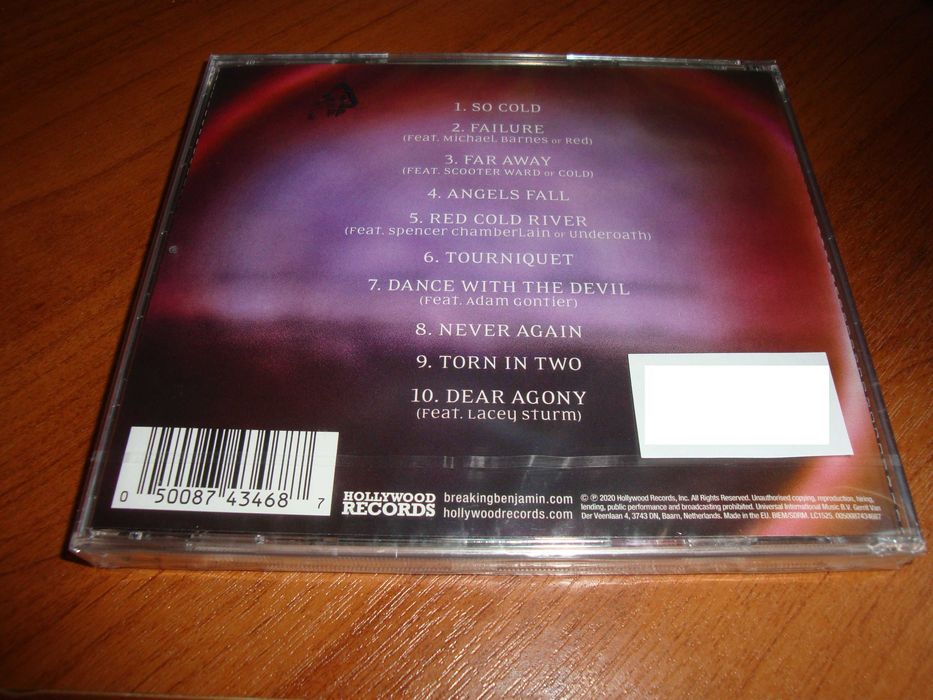 1. SO COLD
2. FAILURE
(FEAT. MICHAEL BARNES OF RED)
3. FAR AWAY
(FEAT. SCOOTER WARD OF COLD)
4. ANGELS FALL
5. RED COLD RIVER
(FEAT. SPENCER CHAMBERLAIN OF UNDEROATH)
6. TOURNIQUET
7. DANCE WITH THE DEVIL
(FEAT. ADAM GONTIER)
8. NEVER AGAIN
9. TORN IN TWO
10. DEAR AGONY
(FEAT. LACEY STURM)
0 50087 43468 7
HOLLYWOOD
RECORDS
breakingbenjamin.com
hollywoodrecords.com
© ℗ 2020 Hollywood Records, Inc. All Rights Reserved. Unauthorised copying, reproduction, hiring,
lending, public performance and broadcasting prohibited. Universal International Music B.V. Gerrit Van
Der Veenlaan 4, 3743 DN, Baarn, Netherlands. Made in the EU. BIEM/SDRM. LC1525. 0050087434687